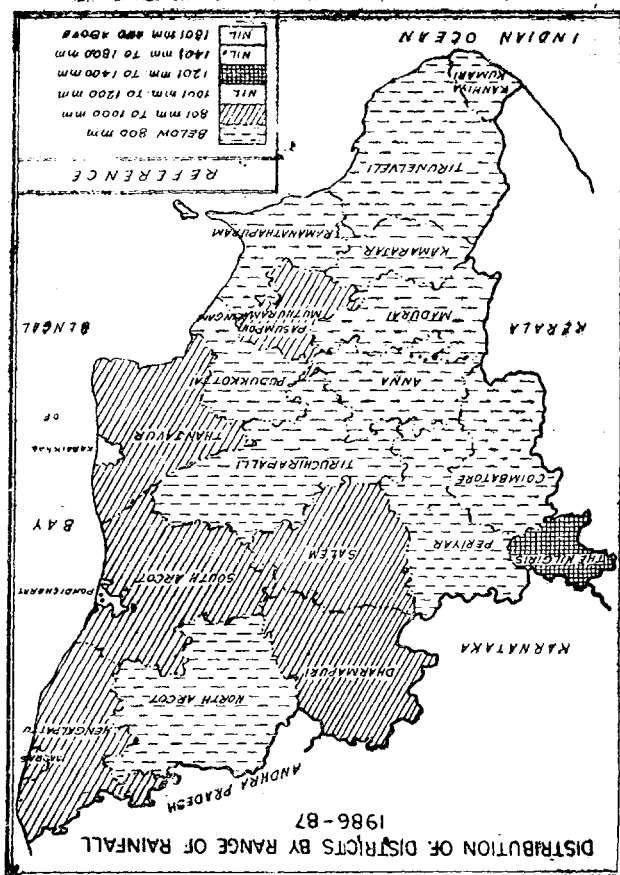 DISTRIBUTION OF DISTRICTS BY RANGE OF RAINFALL
1986-87
ANDHRA PRADESH
MADRAS
CHENGALPATTU
NORTH ARCOT
DHARMAPURI
KARNATAKA
PONDICHERRY
SOUTH ARCOT
SALEM
THE NILGIRIS
PERIYAR
BAY
OF
BENGAL
COIMBATORE
TIRUCHIRAPALLI
KARAIKKAL
THANJAVUR
ANNA
PUDUKKOTTAI
KERALA
MADURAI
PASUMPON
MUTHURAMALINGAM
KAMARAJAR
RAMANATHAPURAM
TIRUNELVELI
KANNIYA
KUMARI
INDIAN OCEAN
REFERENCE
BELOW 800 mm
801 mm TO 1000 mm
NIL 1001 mm. TO 1200 mm
1201 mm TO 1400 mm
NIL. 1401 mm TO 1800 mm
NIL 1801 mm AND ABOVE